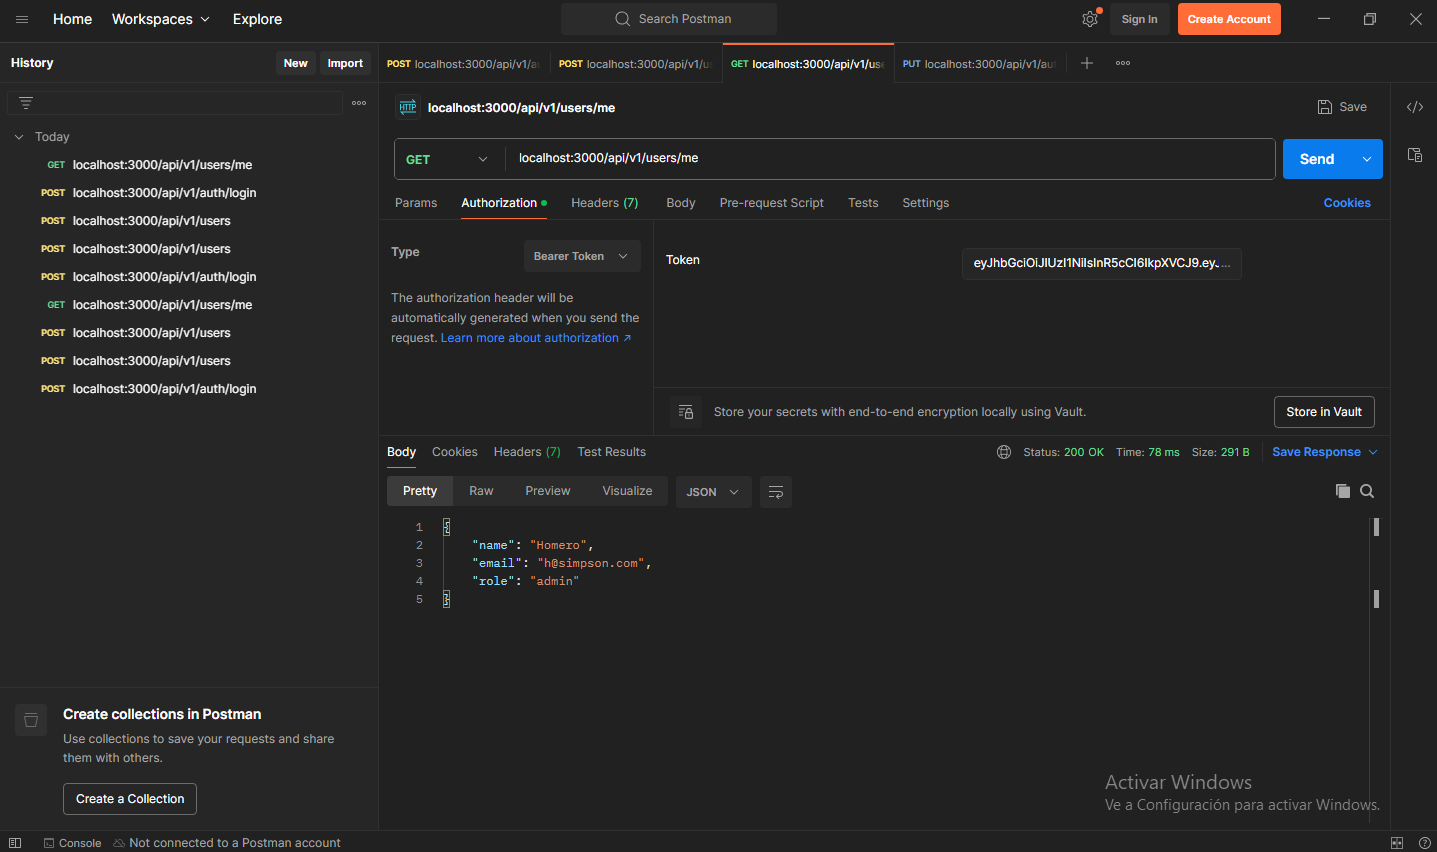 Home Workspaces Explore Search Postman Sign In Create Account
History New Import
POST localhost:3000/api/v1/au POST localhost:3000/api/v1/us GET localhost:3000/api/v1/use PUT localhost:3000/api/v1/aut
HTTP localhost:3000/api/v1/users/me Save
Today
GET localhost:3000/api/v1/users/me
POST localhost:3000/api/v1/auth/login
POST localhost:3000/api/v1/users
POST localhost:3000/api/v1/users
POST localhost:3000/api/v1/auth/login
GET localhost:3000/api/v1/users/me
POST localhost:3000/api/v1/users
POST localhost:3000/api/v1/users
POST localhost:3000/api/v1/auth/login
GET localhost:3000/api/v1/users/me Send
Params Authorization Headers (7) Body Pre-request Script Tests Settings Cookies
Type Bearer Token
The authorization header will be
automatically generated when you send the
request. Learn more about authorization ↗
Token
Store your secrets with end-to-end encryption locally using Vault. Store in Vault
Body Cookies Headers (7) Test Results Status: 200 OK Time: 78 ms Size: 291 B Save Response
Pretty Raw Preview Visualize JSON
1 {
2 "name": "Homero",
3 "email": "h@simpson.com",
4 "role": "admin"
5 }
Create collections in Postman
Use collections to save your requests and share
them with others.
Create a Collection
Activar Windows
Ve a Configuración para activar Windows.
Console Not connected to a Postman account